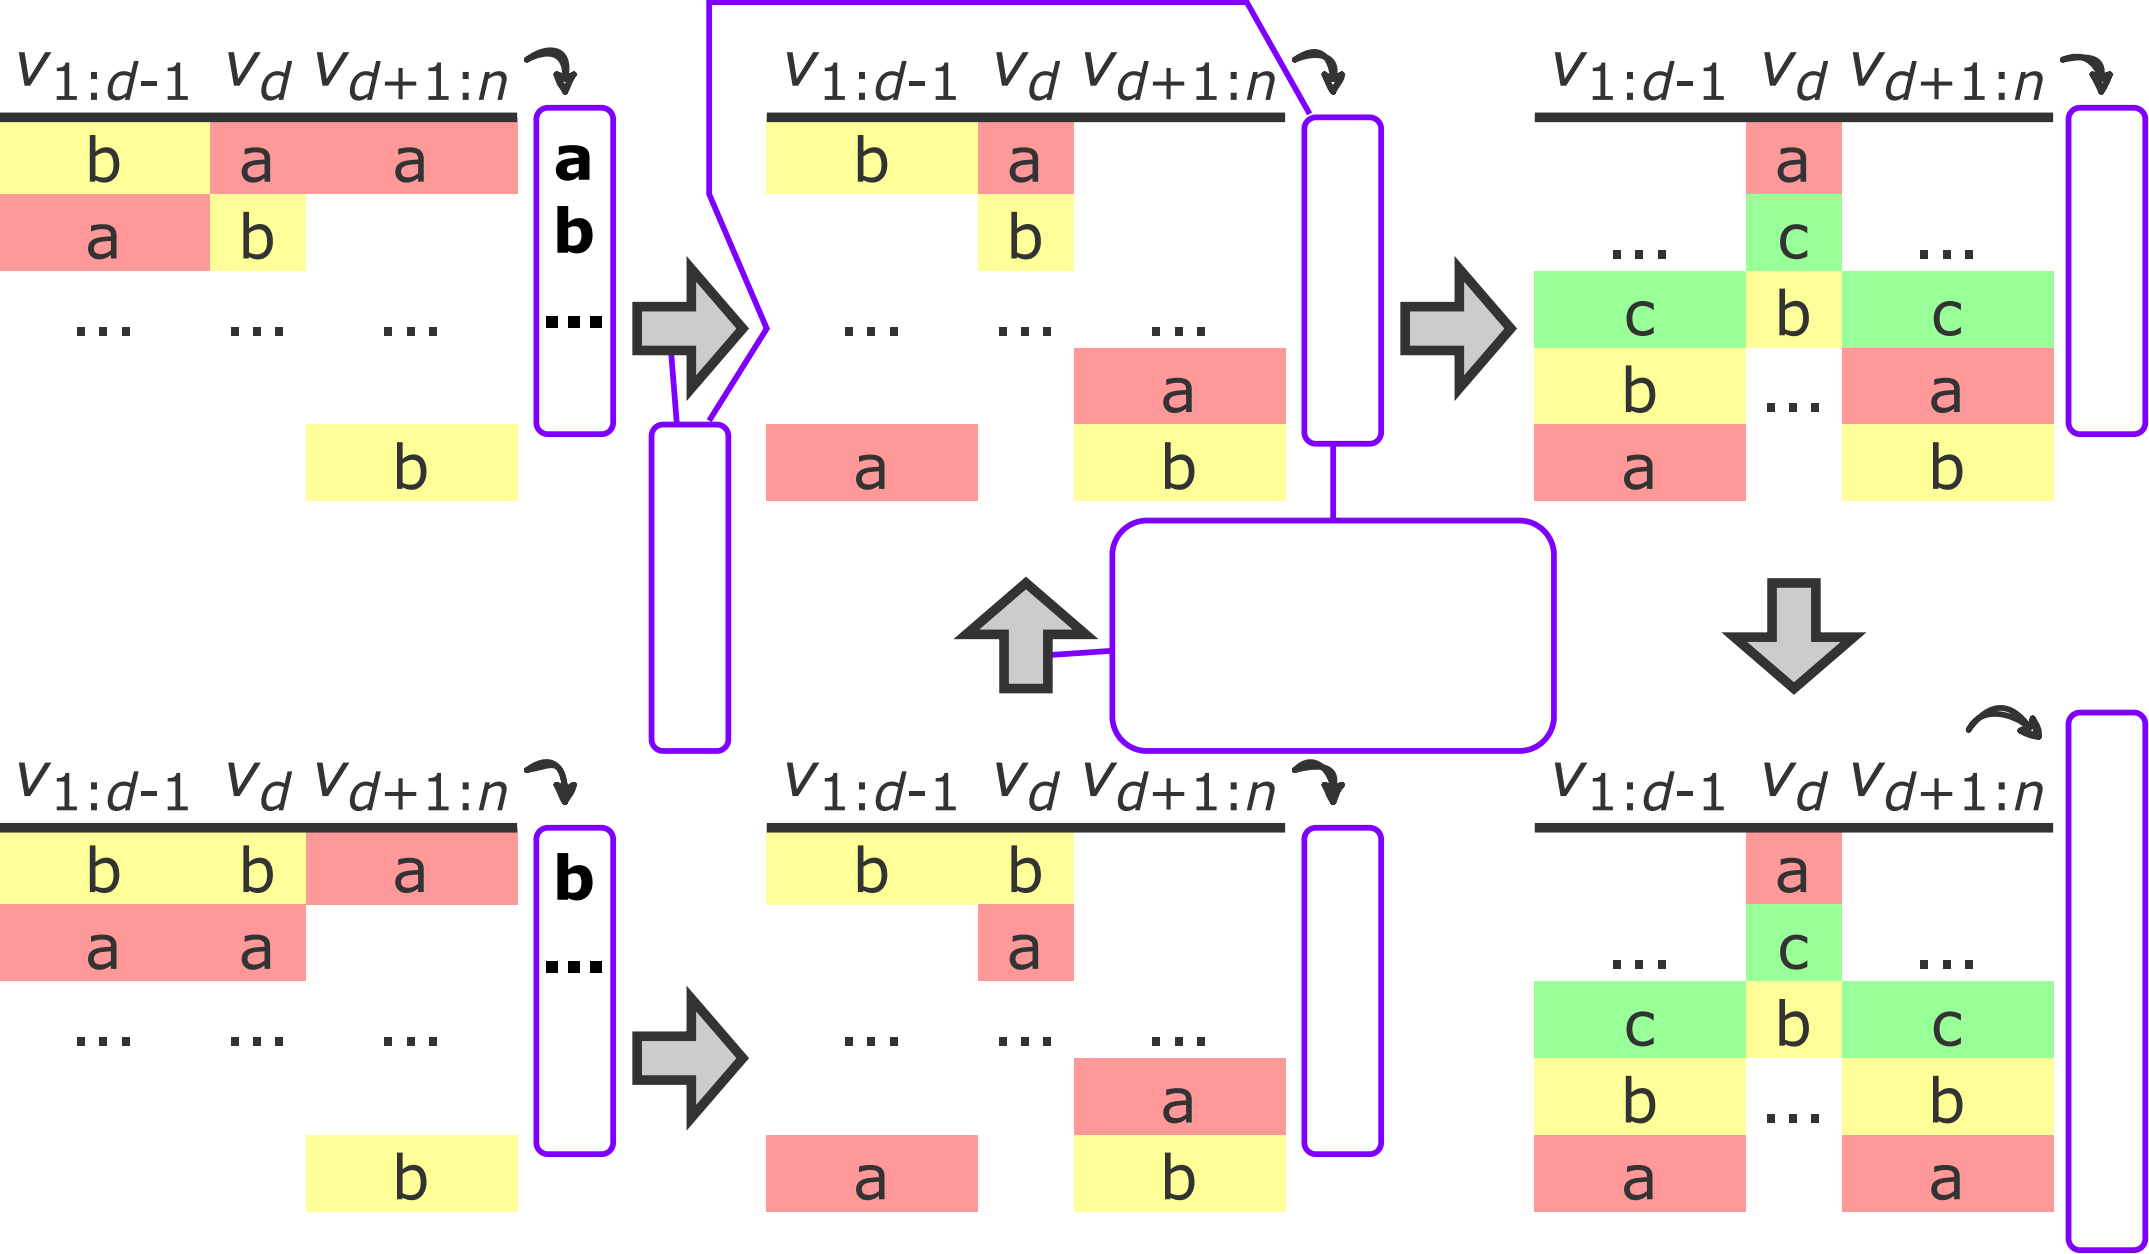 v1:d-1 vd vd+1:n
b a a a
a b b
... ... ... ...
b
v1:d-1 vd vd+1:n
b a
b
... ... ...
a
a b
v1:d-1 vd vd+1:n
a
... c ...
c b c
b ... a
a b
v1:d-1 vd vd+1:n
b b a b
a a ...
... ... ...
b
v1:d-1 vd vd+1:n
b b
a
... ... ...
a
a b
v1:d-1 vd vd+1:n
a
... c ...
c b c
b ... b
a a